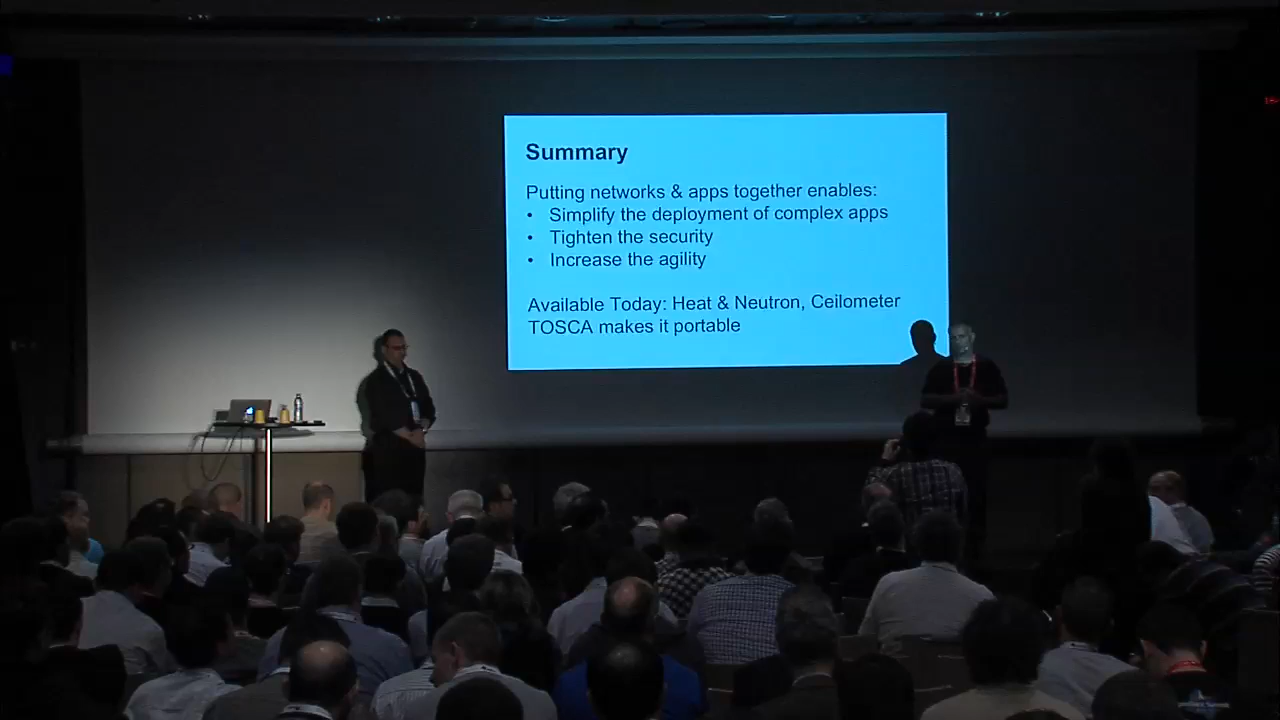 Summary
Putting networks & apps together enables:
• Simplify the deployment of complex apps
• Tighten the security
• Increase the agility
Available Today: Heat & Neutron, Ceilometer
TOSCA makes it portable